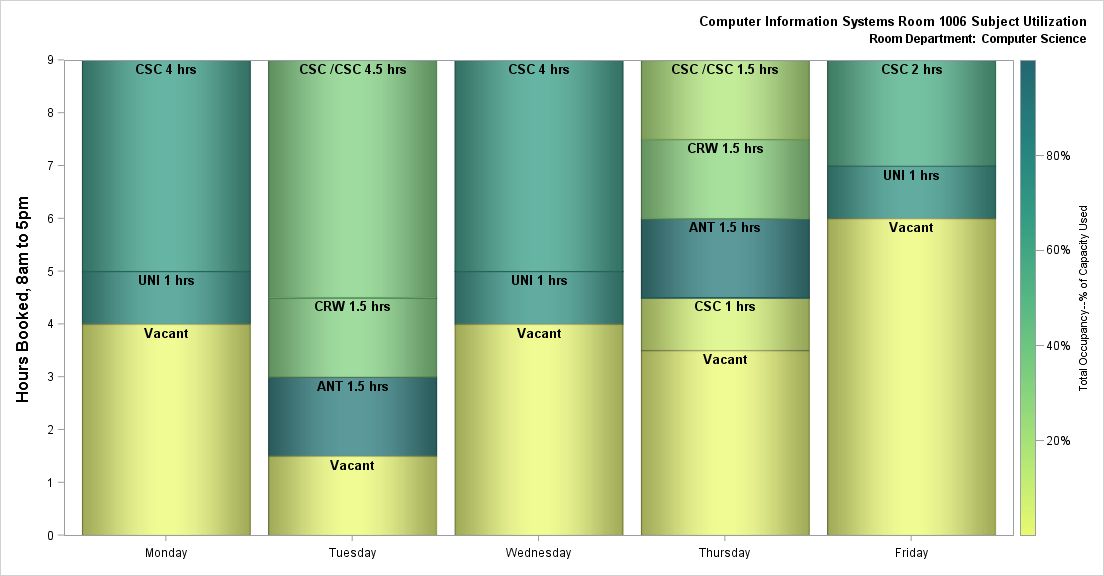 Computer Information Systems Room 1006 Subject Utilization
Room Department: Computer Science
Hours Booked, 8am to 5pm
9
8
7
6
5
4
3
2
1
0
CSC 4 hrs
UNI 1 hrs
Vacant
Monday
CSC /CSC 4.5 hrs
CRW 1.5 hrs
ANT 1.5 hrs
Vacant
Tuesday
CSC 4 hrs
UNI 1 hrs
Vacant
Wednesday
CSC /CSC 1.5 hrs
CRW 1.5 hrs
ANT 1.5 hrs
CSC 1 hrs
Vacant
Thursday
CSC 2 hrs
UNI 1 hrs
Vacant
Friday
80%
60%
40%
20%
Total Occupancy--% of Capacity Used